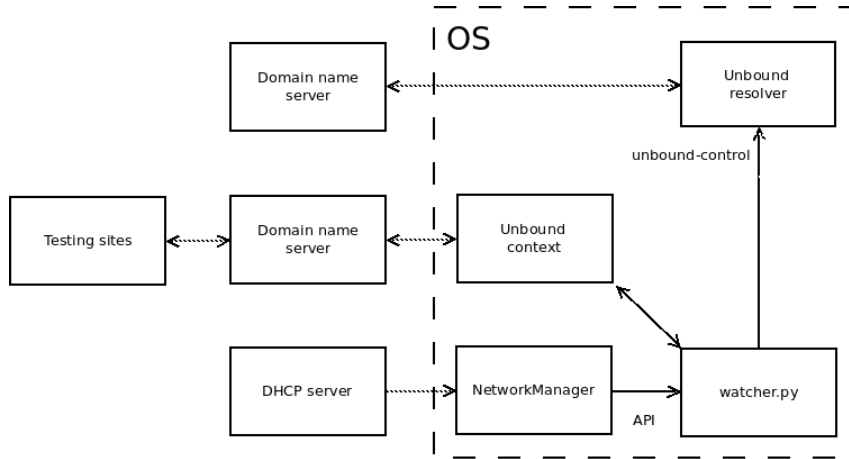 OS
Domain name
server
Unbound
resolver
unbound-control
Testing sites
Domain name
server
Unbound
context
DHCP server
NetworkManager
API
watcher.py